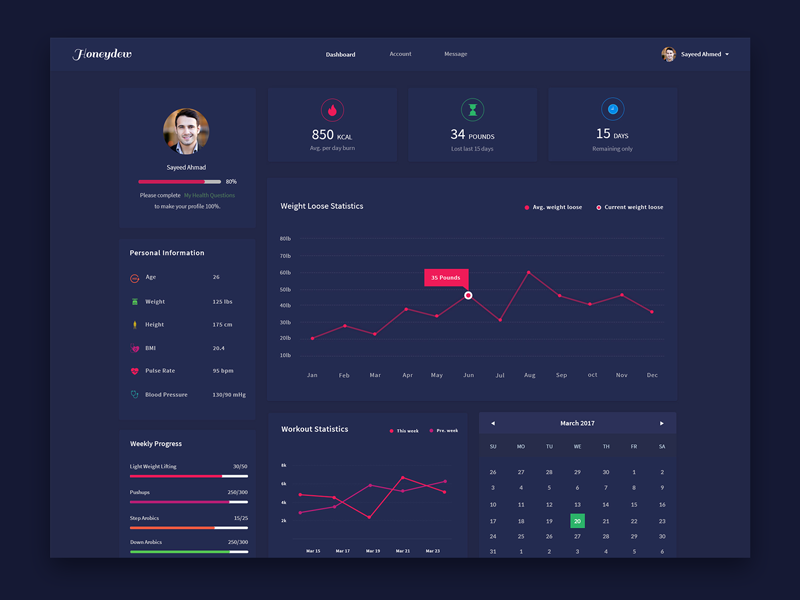 Honeydew
Dashboard
Account
Message
Sayeed Ahmed
Sayeed Ahmad
80%
Please complete My Health Questions
to make your profile 100%.
850 KCAL
Avg. per day burn
34 POUNDS
Lost last 15 days
15 DAYS
Remaining only
Personal Information
Age 26
Weight 125 lbs
Height 175 cm
BMI 20.4
Pulse Rate 95 bpm
Blood Pressure 130/90 mHg
Weight Loose Statistics
Avg. weight loose
Current weight loose
80lb
70lb
60lb
50lb
40lb
30lb
20lb
10lb
35 Pounds
Jan Feb Mar Apr May Jun Jul Aug Sep oct Nov Dec
Weekly Progress
Light Weight Lifting 30/50
Pushups 250/300
Step Arobics 15/25
Down Arobics 250/300
Workout Statistics
This week
Pre. week
8k
6k
4k
2k
Mar 15 Mar 17 Mar 19 Mar 21 Mar 23
March 2017
SU MO TU WE TH FR SA
26 27 28 29 30 1 2
3 4 5 6 7 8 9
10 11 12 13 14 15 16
17 18 19 20 21 22 23
24 25 26 27 28 29 30
31 1 2 3 4 5 6